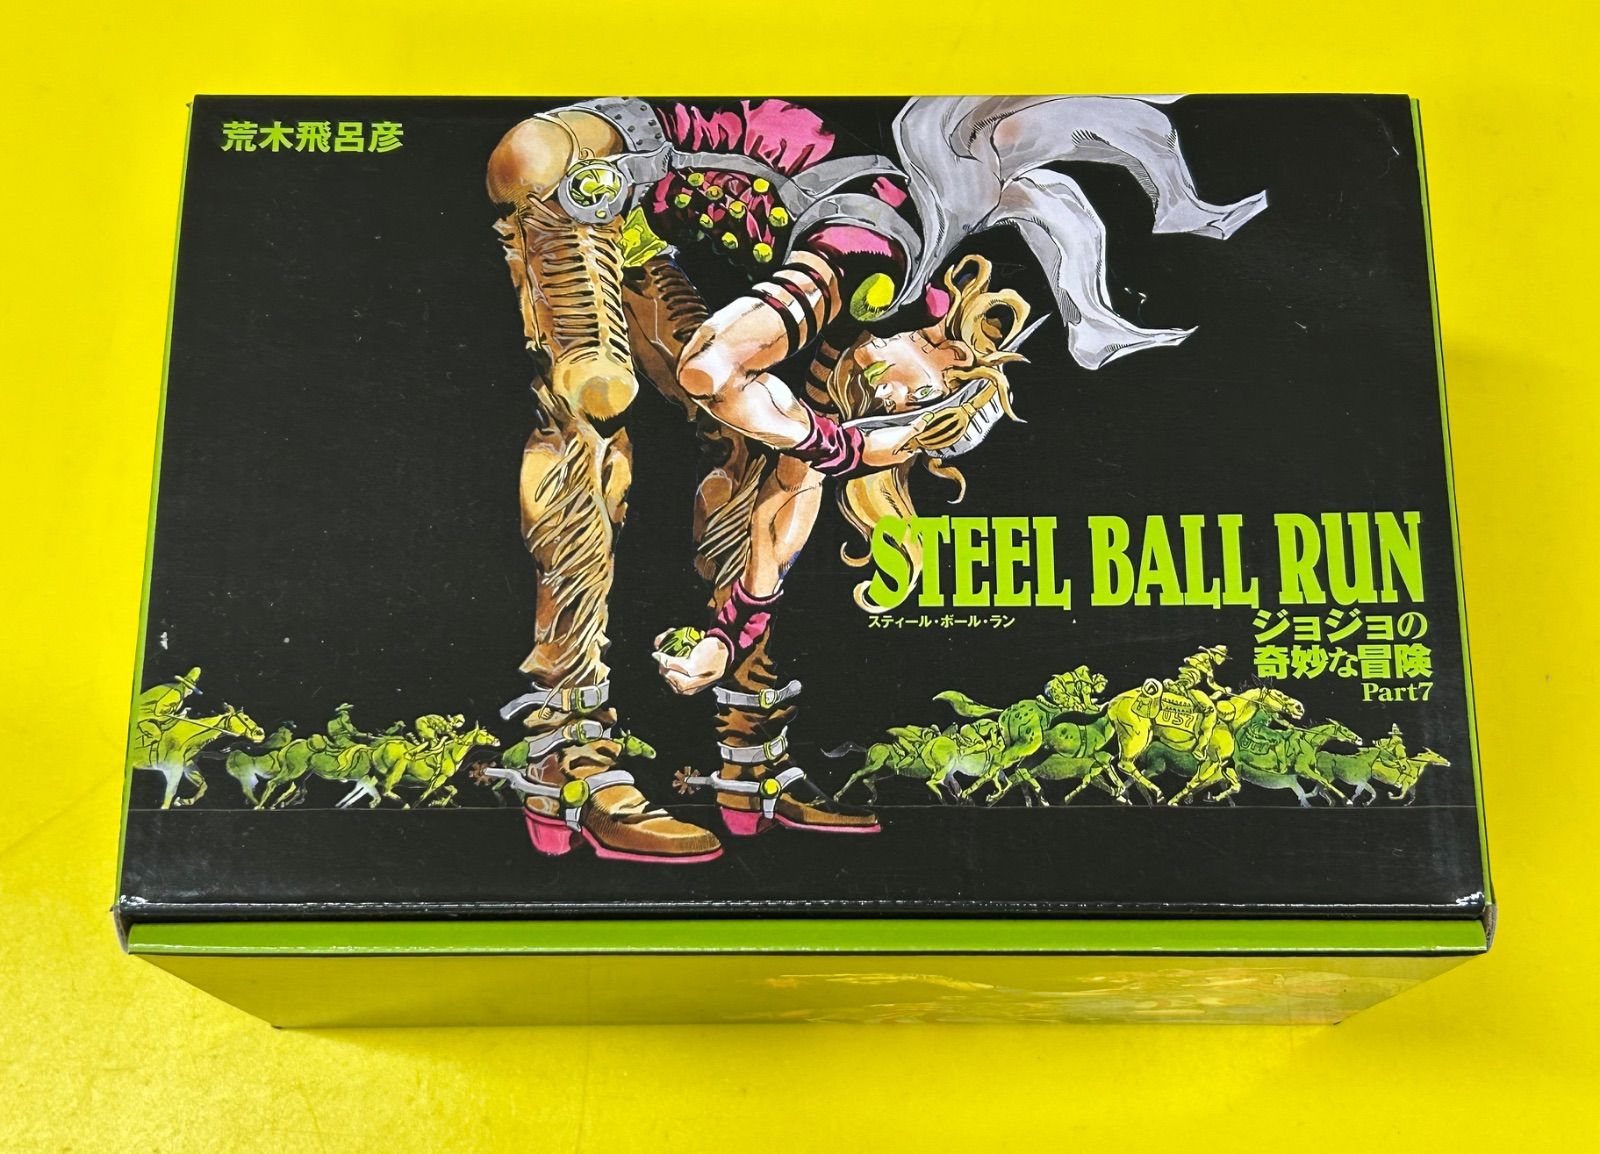 荒木飛呂彦
STEEL BALL RUN
スティール・ボール・ラン
ジョジョの
奇妙な冒険
Part7